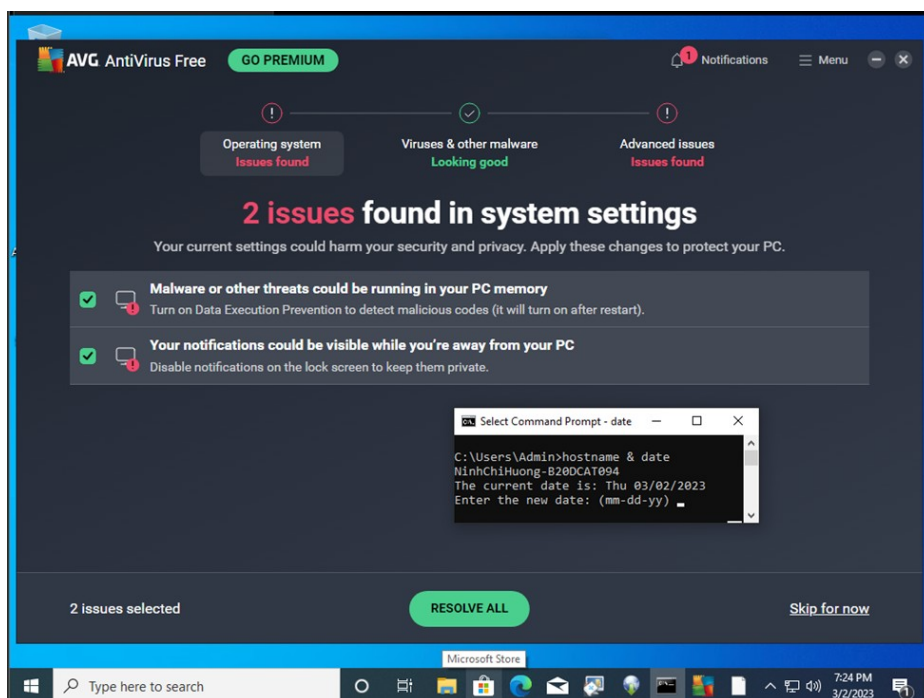 AVG AntiVirus Free
GO PREMIUM
1
Notifications
Menu
Operating system
Issues found
Viruses & other malware
Looking good
Advanced issues
Issues found
2 issues found in system settings
Your current settings could harm your security and privacy. Apply these changes to protect your PC.
Malware or other threats could be running in your PC memory
Turn on Data Execution Prevention to detect malicious codes (it will turn on after restart).
Your notifications could be visible while you're away from your PC
Disable notifications on the lock screen to keep them private.
Select Command Prompt - date
C:\Users\Admin>hostname & date
NinhChiHuong-B20DCAT094
The current date is: Thu 03/02/2023
Enter the new date: (mm-dd-yy)
2 issues selected
RESOLVE ALL
Skip for now
Microsoft Store
Type here to search
7:24 PM
3/2/2023